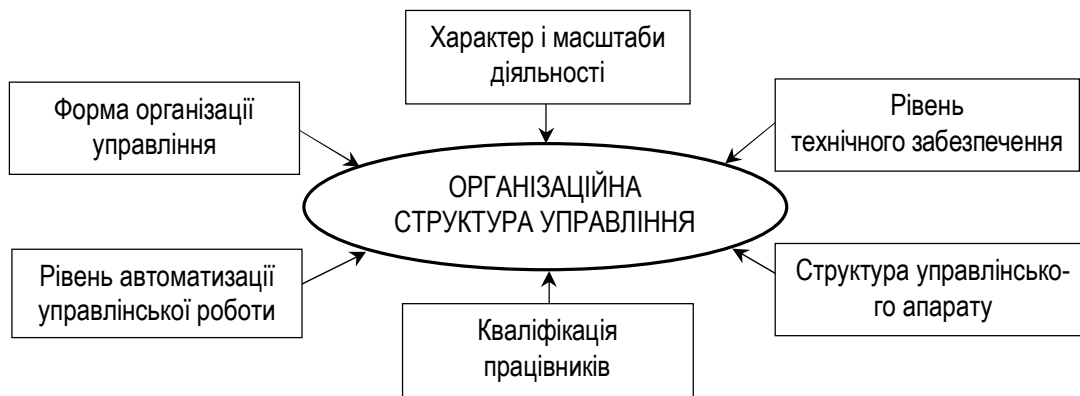 Характер і масштаби
діяльності
Форма організації
управління
Рівень
технічного забезпечення
ОРГАНІЗАЦІЙНА
СТРУКТУРА УПРАВЛІННЯ
Рівень автоматизації
управлінської роботи
Структура управлінсько-
го апарату
Кваліфікація
працівників